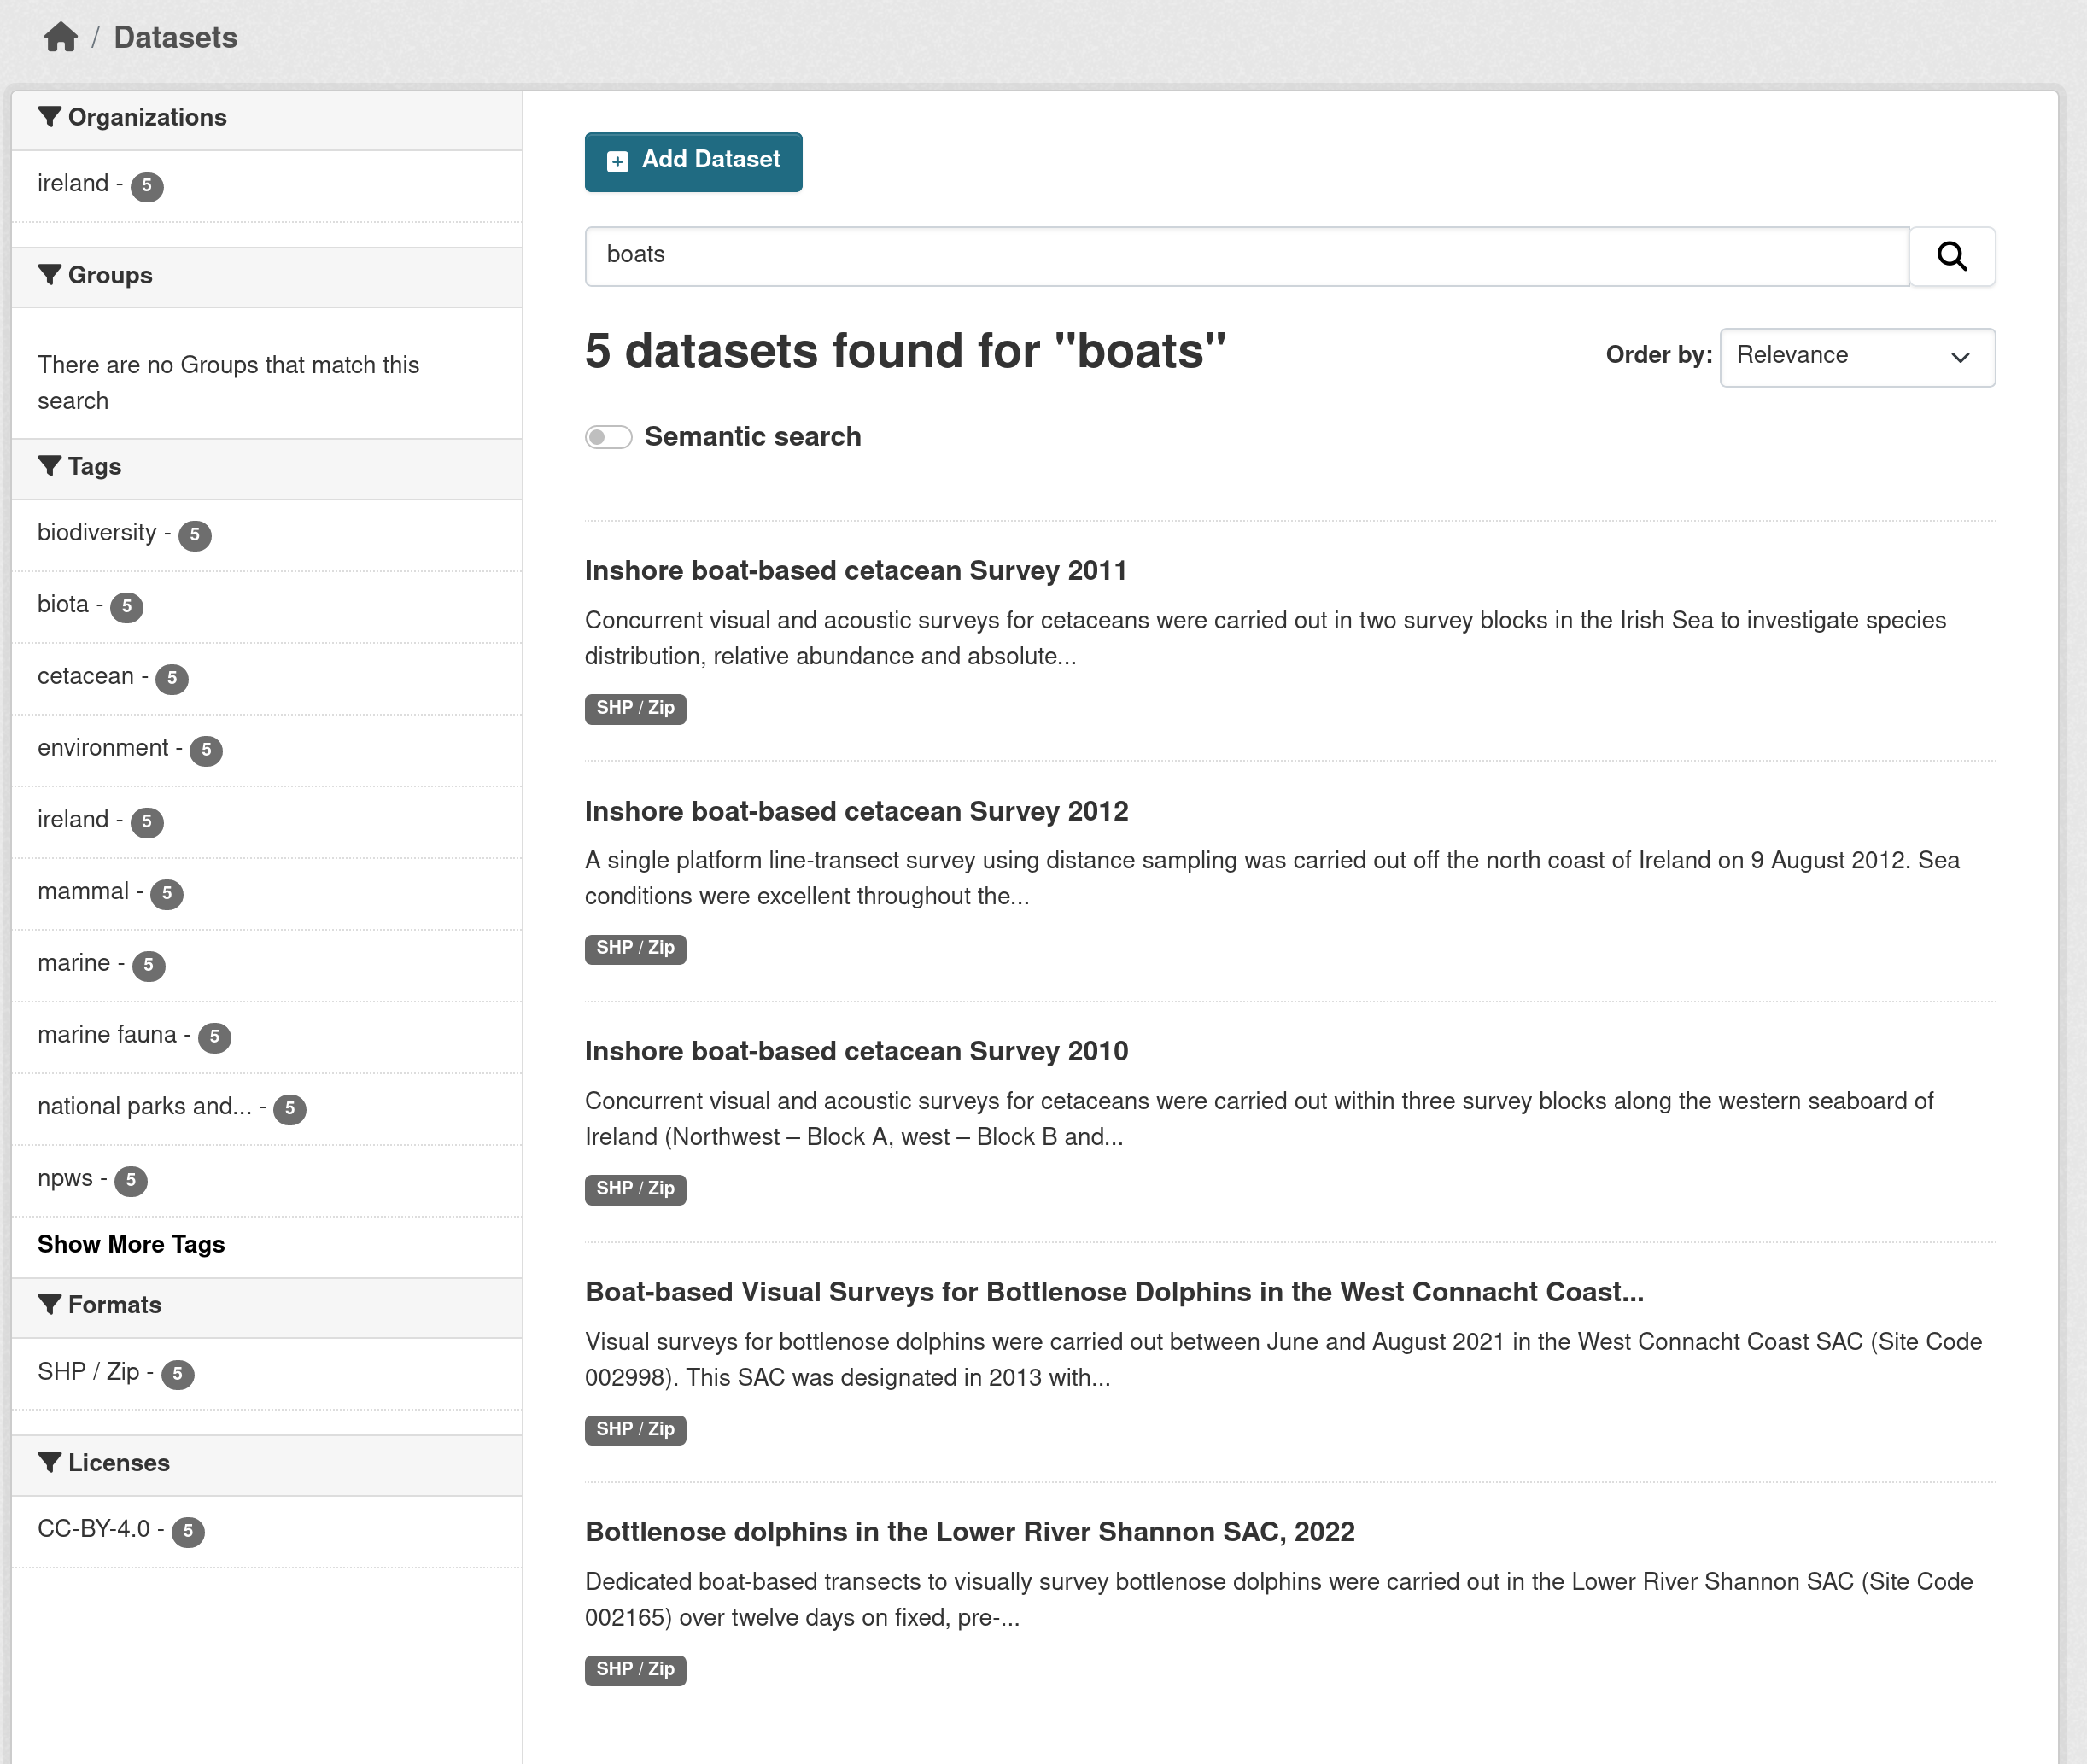 / Datasets
Organizations
ireland - 5
Groups
There are no Groups that match this
search
Tags
biodiversity - 5
biota - 5
cetacean - 5
environment - 5
ireland - 5
mammal - 5
marine - 5
marine fauna - 5
national parks and... - 5
npws - 5
Show More Tags
Formats
SHP / Zip - 5
Licenses
CC-BY-4.0 - 5
Add Dataset
boats
5 datasets found for "boats"
Order by: Relevance
Semantic search
Inshore boat-based cetacean Survey 2011
Concurrent visual and acoustic surveys for cetaceans were carried out in two survey blocks in the Irish Sea to investigate species
distribution, relative abundance and absolute...
SHP / Zip
Inshore boat-based cetacean Survey 2012
A single platform line-transect survey using distance sampling was carried out off the north coast of Ireland on 9 August 2012. Sea
conditions were excellent throughout the...
SHP / Zip
Inshore boat-based cetacean Survey 2010
Concurrent visual and acoustic surveys for cetaceans were carried out within three survey blocks along the western seaboard of
Ireland (Northwest – Block A, west – Block B and...
SHP / Zip
Boat-based Visual Surveys for Bottlenose Dolphins in the West Connacht Coast...
Visual surveys for bottlenose dolphins were carried out between June and August 2021 in the West Connacht Coast SAC (Site Code
002998). This SAC was designated in 2013 with...
SHP / Zip
Bottlenose dolphins in the Lower River Shannon SAC, 2022
Dedicated boat-based transects to visually survey bottlenose dolphins were carried out in the Lower River Shannon SAC (Site Code
002165) over twelve days on fixed, pre-...
SHP / Zip